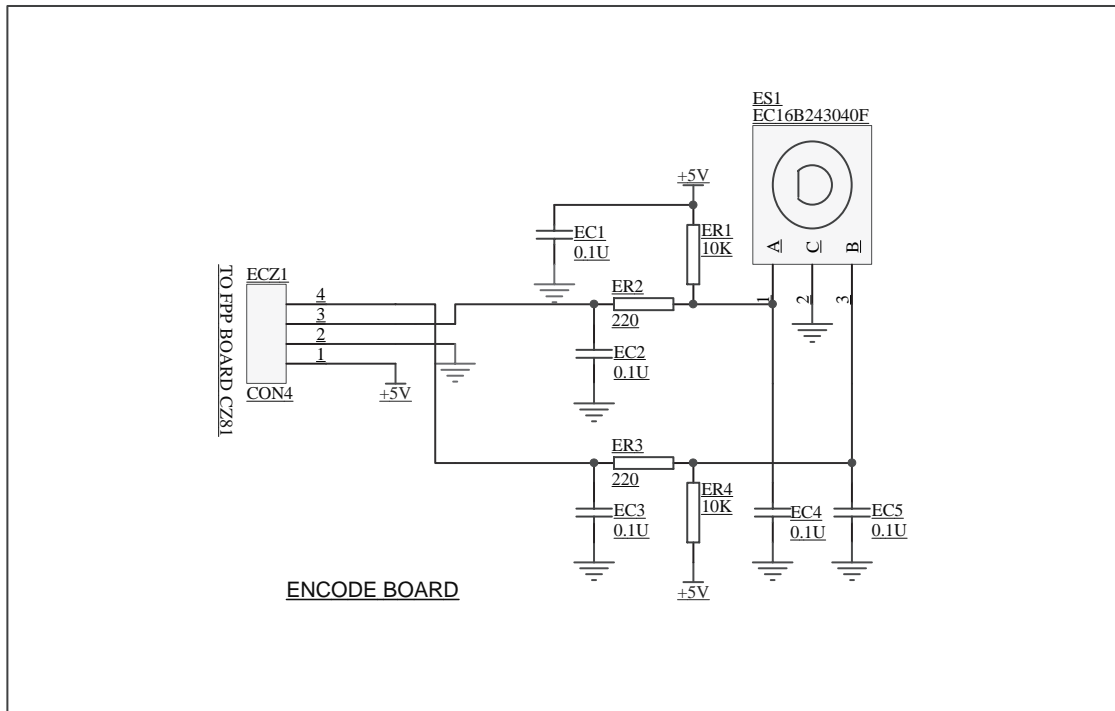 ES1
EC16B243040F
A
C
B
1
2
3
+5V
EC1
0.1U
ER1
10K
TO FPP BOARD CZ81
ECZ1
4
3
2
1
CON4
+5V
ER2
220
EC2
0.1U
ER3
220
EC3
0.1U
ER4
10K
+5V
EC4
0.1U
EC5
0.1U
ENCODE BOARD